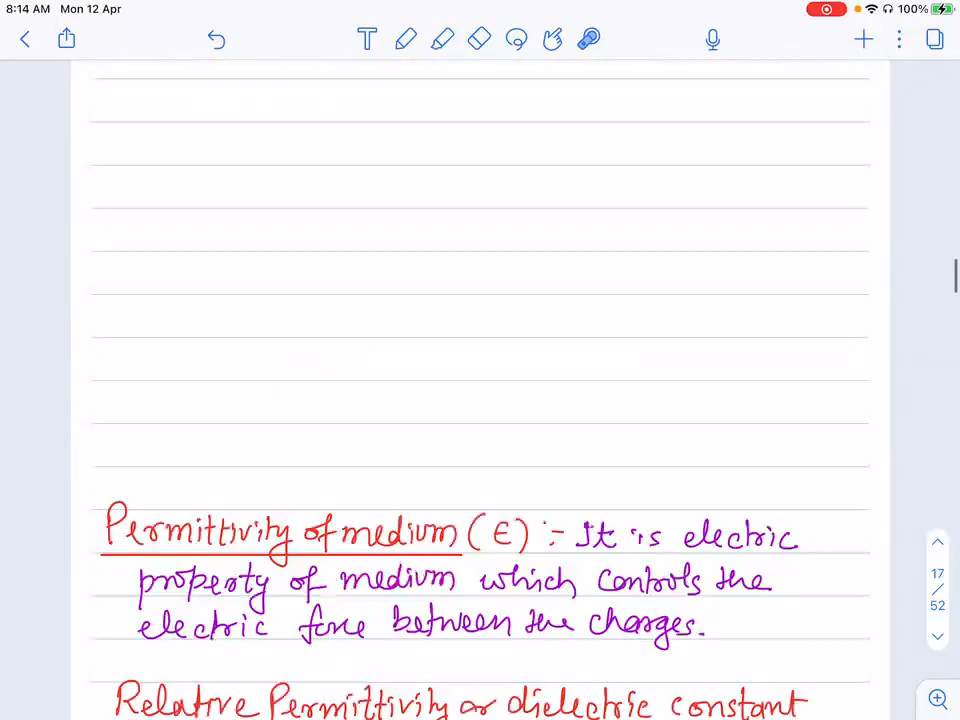 8:14 AM Mon 12 Apr
100%
T
17
/
52
Permittivity of medium (ϵ) :- It is electric
property of medium which controls the
electric force between the charges.
Relative Permittivity or dielectric constant